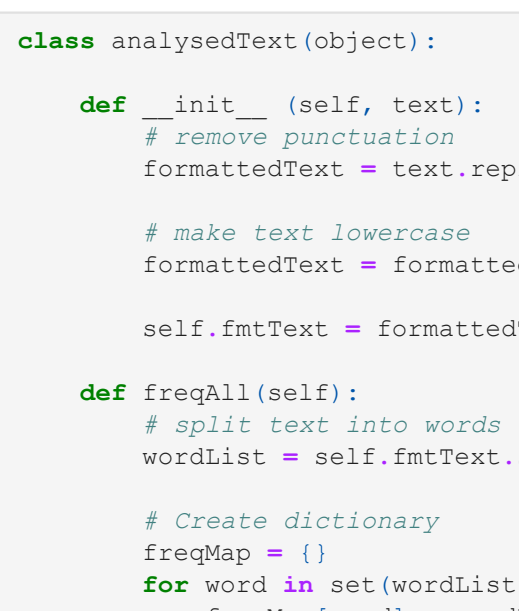 class analysedText(object):
    def __init__ (self, text):
        # remove punctuation
        formattedText = text.rep
        # make text lowercase
        formattedText = formatted
        self.fmtText = formatted
    def freqAll(self):
        # split text into words
        wordList = self.fmtText.
        # Create dictionary
        freqMap = {}
        for word in set(wordList